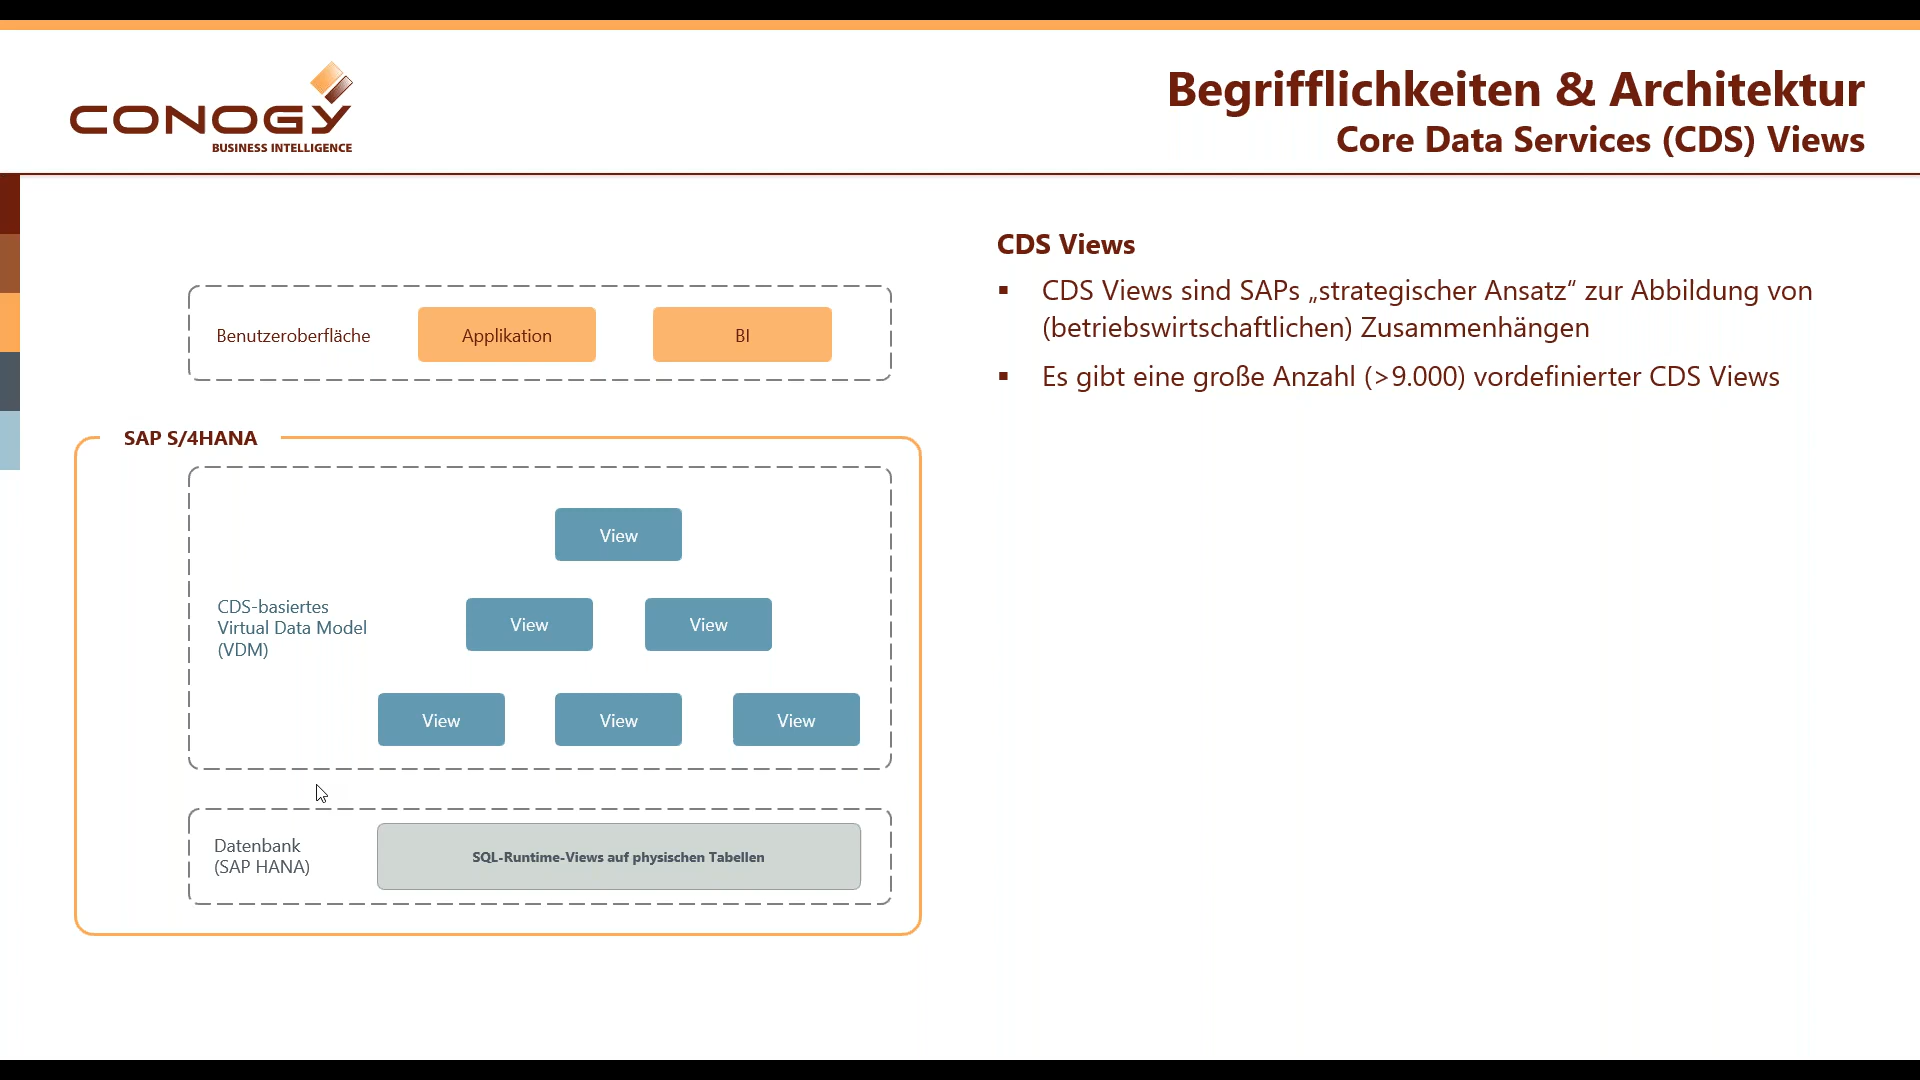 CONOGY
BUSINESS INTELLIGENCE
Begrifflichkeiten & Architektur
Core Data Services (CDS) Views
Benutzeroberfläche
Applikation
BI
SAP S/4HANA
View
CDS-basiertes
Virtual Data Model
(VDM)
View
View
View
View
View
Datenbank
(SAP HANA)
SQL-Runtime-Views auf physischen Tabellen
CDS Views
▪ CDS Views sind SAPs „strategischer Ansatz“ zur Abbildung von
(betriebswirtschaftlichen) Zusammenhängen
▪ Es gibt eine große Anzahl (>9.000) vordefinierter CDS Views